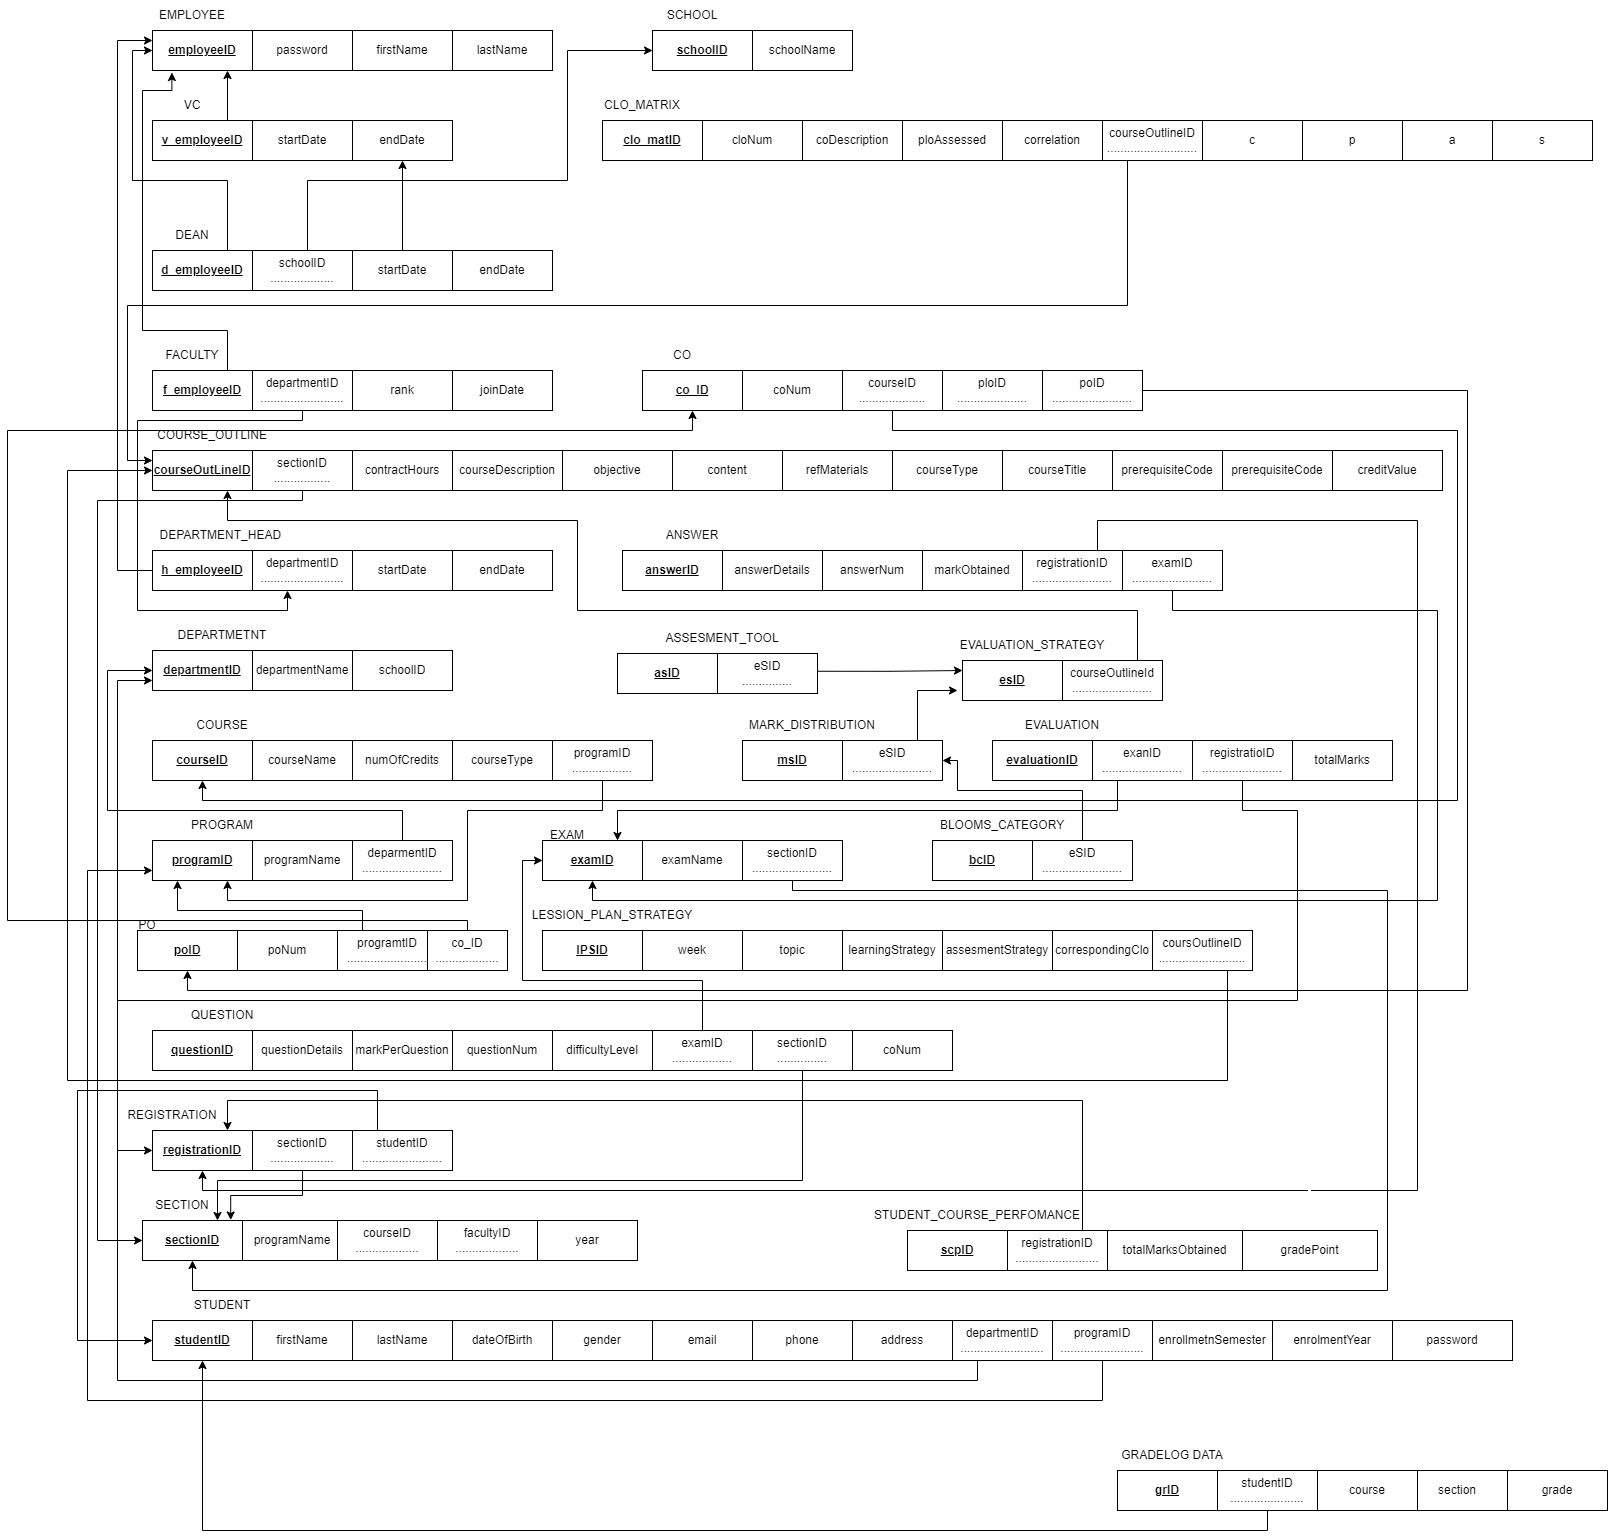 EMPLOYEE
employeeID password firstName lastName
SCHOOL
schoolID schoolName
VC
v_employeeID startDate endDate
CLO_MATRIX
clo_matID cloNum coDescription ploAssessed correlation courseOutlineID c p a s
DEAN
d_employeeID schoolID startDate endDate
FACULTY
f_employeeID departmentID rank joinDate
CO
co_ID coNum courseID ploID poID
COURSE_OUTLINE
courseOutLineID sectionID contractHours courseDescription objective content refMaterials courseType courseTitle prerequisiteCode prerequisiteCode creditValue
DEPARTMENT_HEAD
h_employeeID departmentID startDate endDate
ANSWER
answerID answerDetails answerNum markObtained registrationID examID
DEPARTMETNT
departmentID departmentName schoolID
ASSESMENT_TOOL
asID eSID
EVALUATION_STRATEGY
esID courseOutlineId
COURSE
courseID courseName numOfCredits courseType programID
MARK_DISTRIBUTION
msID eSID
EVALUATION
evaluationID exanID registratioID totalMarks
PROGRAM
programID programName deparmentID
EXAM
examID examName sectionID
BLOOMS_CATEGORY
bcID eSID
PO
poID poNum programtID co_ID
LESSION_PLAN_STRATEGY
lPSID week topic learningStrategy assesmentStrategy correspondingClo coursOutlineID
QUESTION
questionID questionDetails markPerQuestion questionNum difficultyLevel examID sectionID coNum
REGISTRATION
registrationID sectionID studentID
SECTION
sectionID programName courseID facultyID year
STUDENT_COURSE_PERFOMANCE
scpID registrationID totalMarksObtained gradePoint
STUDENT
studentID firstName lastName dateOfBirth gender email phone address departmentID programID enrollmetnSemester enrolmentYear password
GRADELOG DATA
grID studentID course section grade